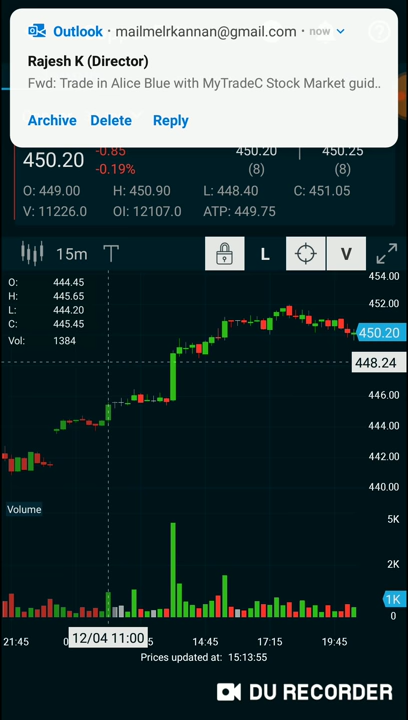 Outlook · mailmelrkannan@gmail.com · now
Rajesh K (Director)
Fwd: Trade in Alice Blue with MyTradeC Stock Market guid..
Archive Delete Reply
450.20 -0.85 450.20 450.25
-0.19% (8) (8)
O: 449.00 H: 450.90 L: 448.40 C: 451.05
V: 11226.0 OI: 12107.0 ATP: 449.75
15m T L V
O: 444.45
H: 445.65
L: 444.20
C: 445.45
Vol: 1384
454.00
452.00
450.20
448.24
446.00
444.00
442.00
440.00
Volume
5K
2K
1K
0
21:45 12/04 11:00 14:45 17:15 19:45
Prices updated at: 15:13:55
DU RECORDER